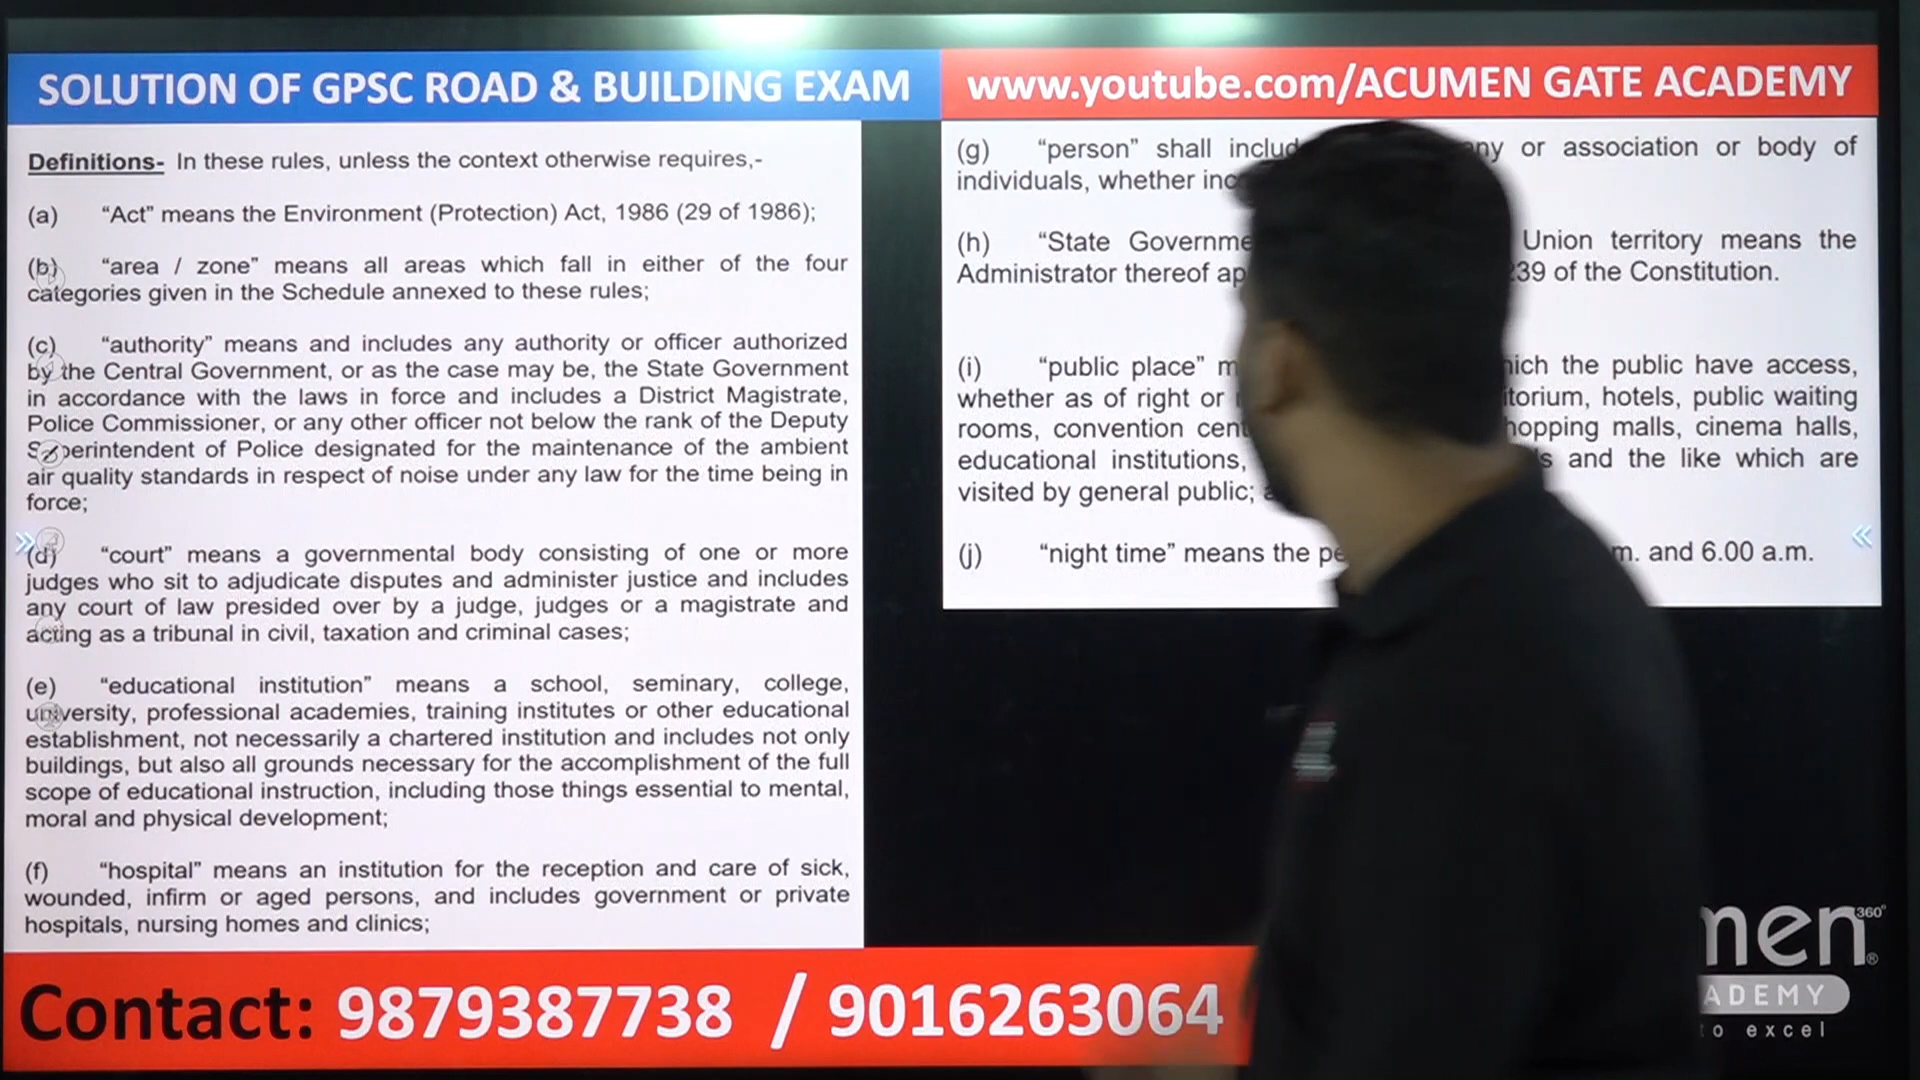 SOLUTION OF GPSC ROAD & BUILDING EXAM
www.youtube.com/ACUMEN GATE ACADEMY
Definitions- In these rules, unless the context otherwise requires,-
(a) “Act” means the Environment (Protection) Act, 1986 (29 of 1986);
(b) “area / zone” means all areas which fall in either of the four
categories given in the Schedule annexed to these rules;
(c) “authority” means and includes any authority or officer authorized
by the Central Government, or as the case may be, the State Government
in accordance with the laws in force and includes a District Magistrate,
Police Commissioner, or any other officer not below the rank of the Deputy
Superintendent of Police designated for the maintenance of the ambient
air quality standards in respect of noise under any law for the time being in
force;
(d) “court” means a governmental body consisting of one or more
judges who sit to adjudicate disputes and administer justice and includes
any court of law presided over by a judge, judges or a magistrate and
acting as a tribunal in civil, taxation and criminal cases;
(e) “educational institution” means a school, seminary, college,
university, professional academies, training institutes or other educational
establishment, not necessarily a chartered institution and includes not only
buildings, but also all grounds necessary for the accomplishment of the full
scope of educational instruction, including those things essential to mental,
moral and physical development;
(f) “hospital” means an institution for the reception and care of sick,
wounded, infirm or aged persons, and includes government or private
hospitals, nursing homes and clinics;
(g) “person” shall includ ny or association or body of
individuals, whether inc
(h) “State Governme Union territory means the
Administrator thereof ap 239 of the Constitution.
(i) “public place” m hich the public have access,
whether as of right or itorium, hotels, public waiting
rooms, convention cent hopping malls, cinema halls,
educational institutions, s and the like which are
visited by general public;
(j) “night time” means the pe m. and 6.00 a.m.
Contact: 9879387738 / 9016263064
men 360°
ADEMY
to excel